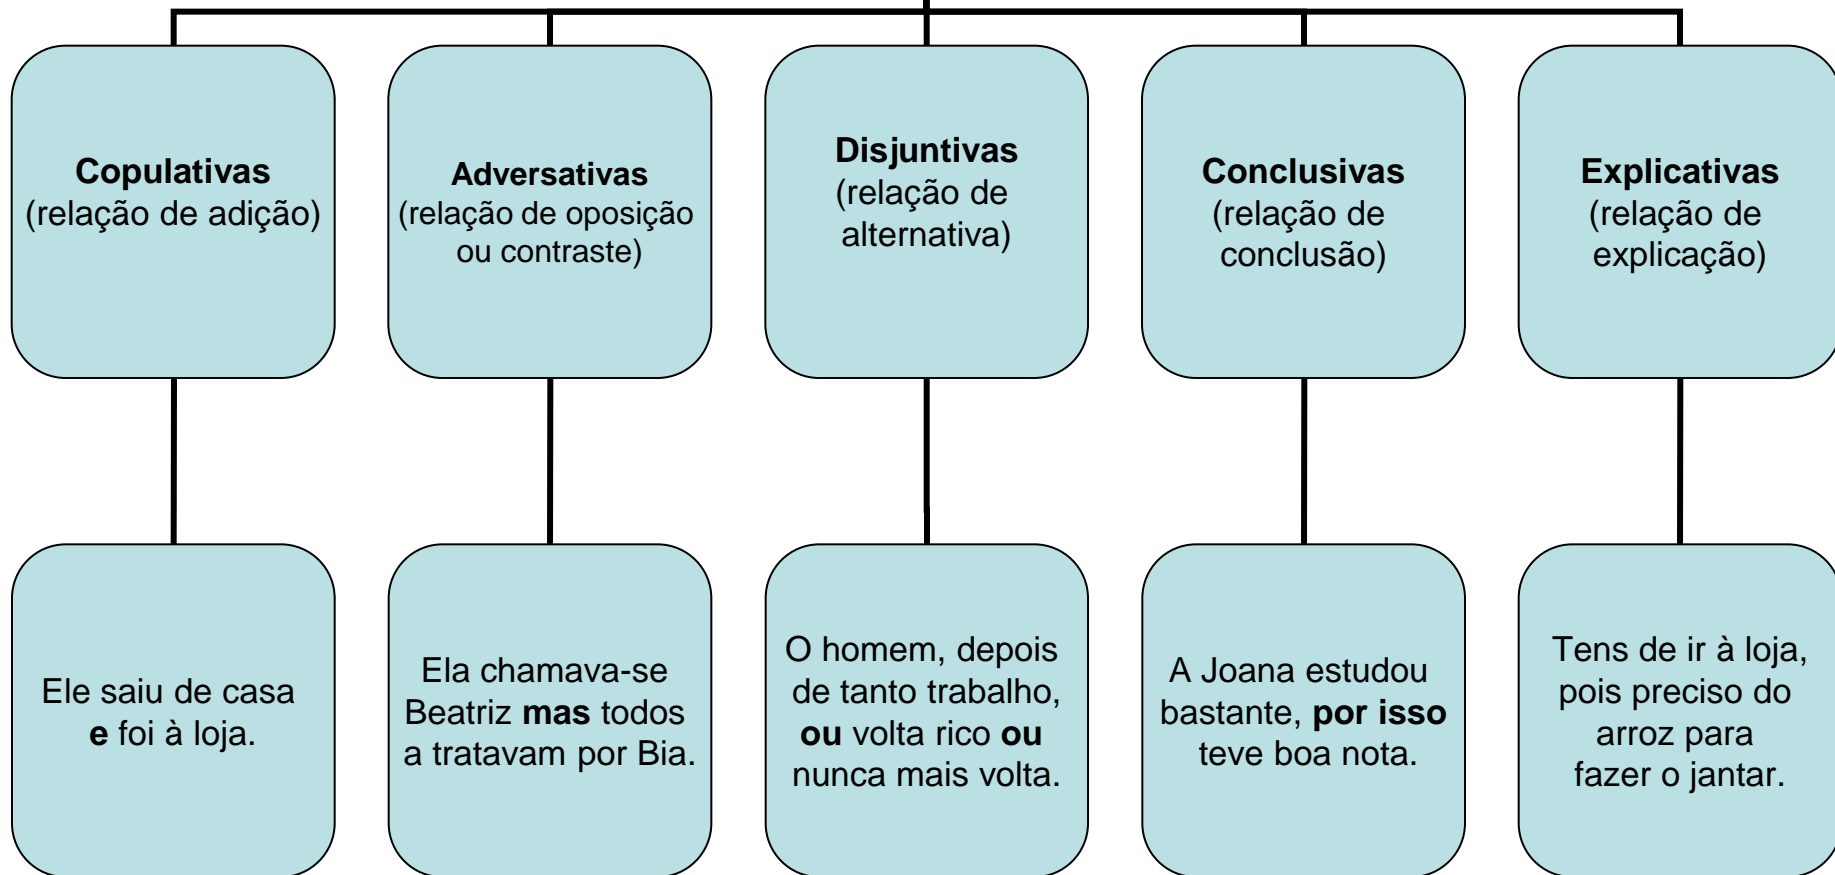 Copulativas
(relação de adição)
Adversativas
(relação de oposição
ou contraste)
Disjuntivas
(relação de
alternativa)
Conclusivas
(relação de
conclusão)
Explicativas
(relação de
explicação)
Ele saiu de casa
e foi à loja.
Ela chamava-se
Beatriz mas todos
a tratavam por Bia.
O homem, depois
de tanto trabalho,
ou volta rico ou
nunca mais volta.
A Joana estudou
bastante, por isso
teve boa nota.
Tens de ir à loja,
pois preciso do
arroz para
fazer o jantar.